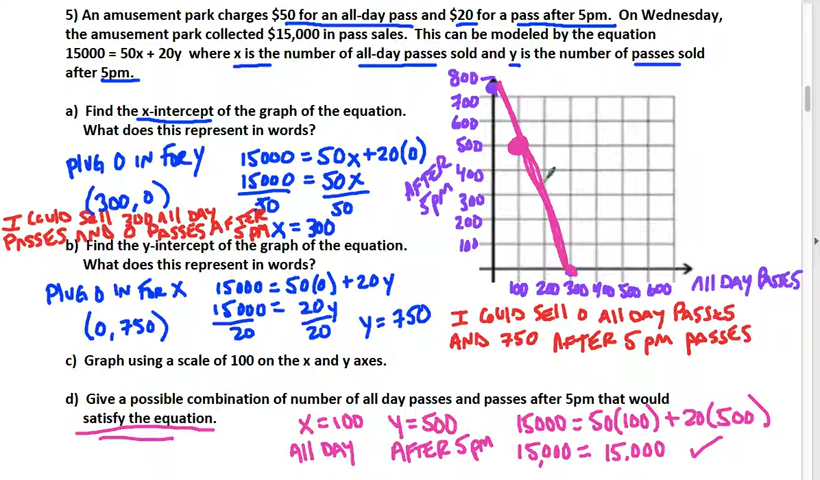 5) An amusement park charges $50 for an all-day pass and $20 for a pass after 5pm. On Wednesday,
the amusement park collected $15,000 in pass sales. This can be modeled by the equation
15000 = 50x + 20y where x is the number of all-day passes sold and y is the number of passes sold
after 5pm.
a) Find the x-intercept of the graph of the equation.
What does this represent in words?
PLUG 0 IN FOR Y
(300, 0)
15000 = 50X + 20(0)
15000 = 50X
50 50
X = 300
I COULD SELL 300 ALL DAY
PASSES AND 0 PASSES AFTER
5 PM
b) Find the y-intercept of the graph of the equation.
What does this represent in words?
PLUG 0 IN FOR X
(0, 750)
15000 = 50(0) + 20Y
15000 = 20Y
20 20
Y = 750
800
700
600
500
400
300
200
100
AFTER
5 PM
100 200 300 400 500 600
All DAY PASSES
I COULD SELL 0 All DAY PASSES
AND 750 AFTER 5 PM PASSES
c) Graph using a scale of 100 on the x and y axes.
d) Give a possible combination of number of all day passes and passes after 5pm that would
satisfy the equation.
X = 100 Y = 500
All DAY AFTER 5 PM
15000 = 50(100) + 20(500)
15,000 = 15,000 ✓